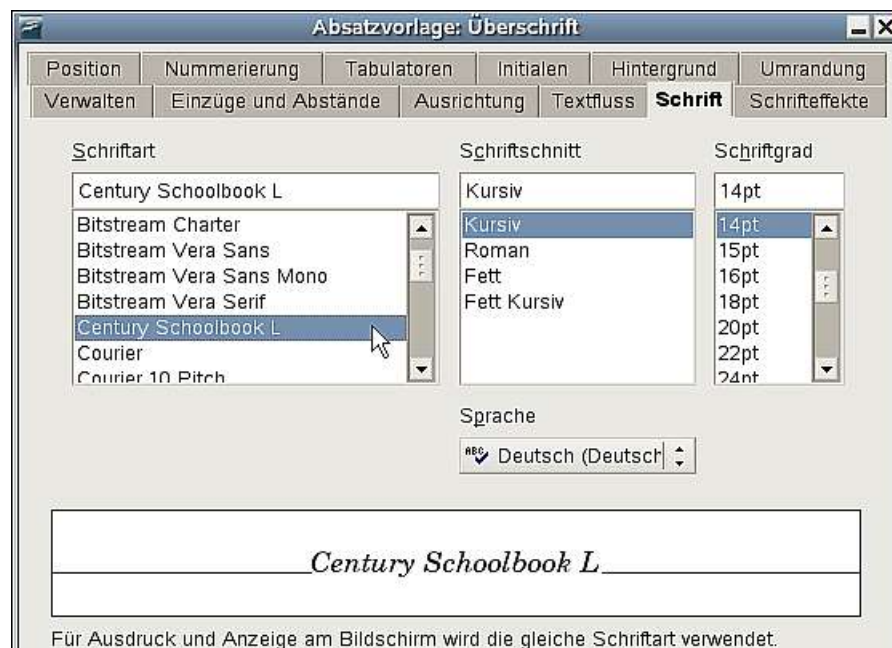 Absatzvorlage: Überschrift
Position Nummerierung Tabulatoren Initialen Hintergrund Umrandung
Verwalten Einzüge und Abstände Ausrichtung Textfluss Schrift Schrifteffekte
Schriftart Schriftschnitt Schriftgrad
Century Schoolbook L Kursiv 14pt
Bitstream Charter Kursiv 14pt
Bitstream Vera Sans Roman 15pt
Bitstream Vera Sans Mono Fett 16pt
Bitstream Vera Serif Fett Kursiv 18pt
Century Schoolbook L 20pt
Courier 22pt
Courier 10 Pitch 24pt
Sprache
ABC Deutsch (Deutsch
Century Schoolbook L
Für Ausdruck und Anzeige am Bildschirm wird die gleiche Schriftart verwendet.